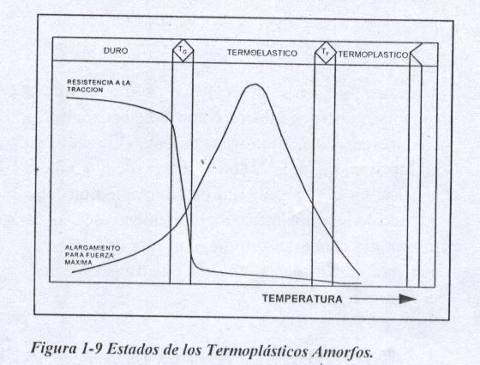 DURO
TG
TERMOELASTICO
TF
TERMOPLASTICO
RESISTENCIA A LA
TRACCION
ALARGAMIENTO
PARA FUERZA
MAXIMA
TEMPERATURA
Figura 1-9 Estados de los Termoplásticos Amorfos.